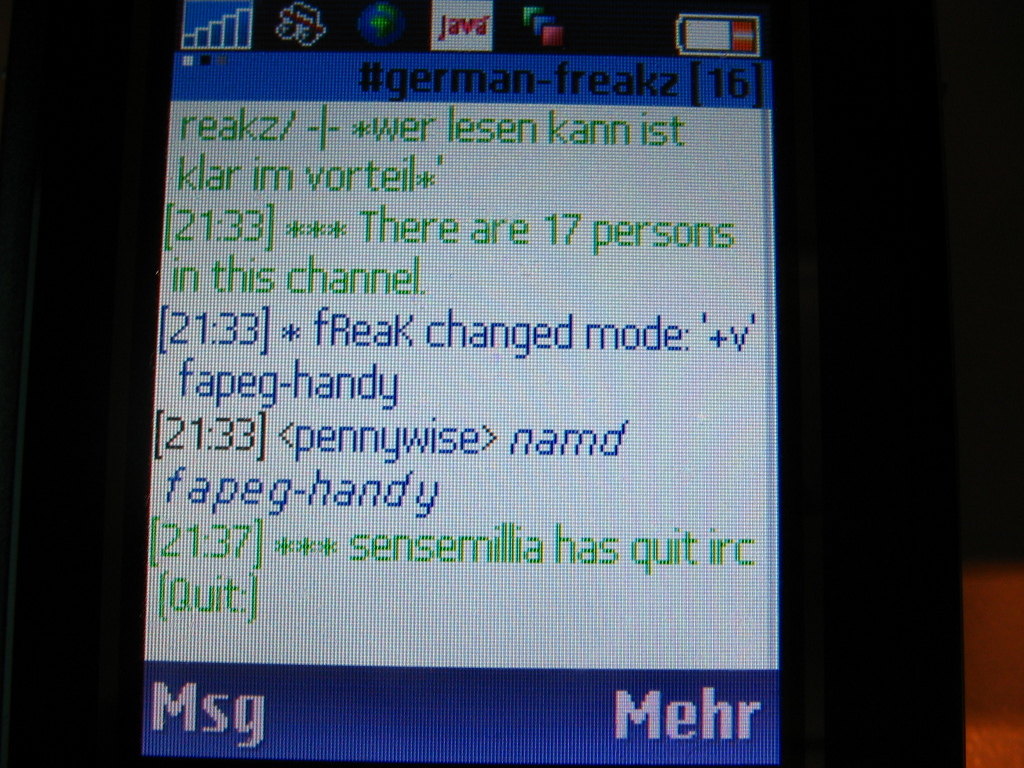 Java
#german-freakz [16]
reakz/ -|- *wer lesen kann ist
klar im vorteil*'
[21:33] *** There are 17 persons
in this channel.
[21:33] * fReaK changed mode: '+v'
fapeg-handy
[21:33] <pennywise> namd
fapeg-handy
[21:37] *** sensemillia has quit irc
(Quit:)
Msg Mehr